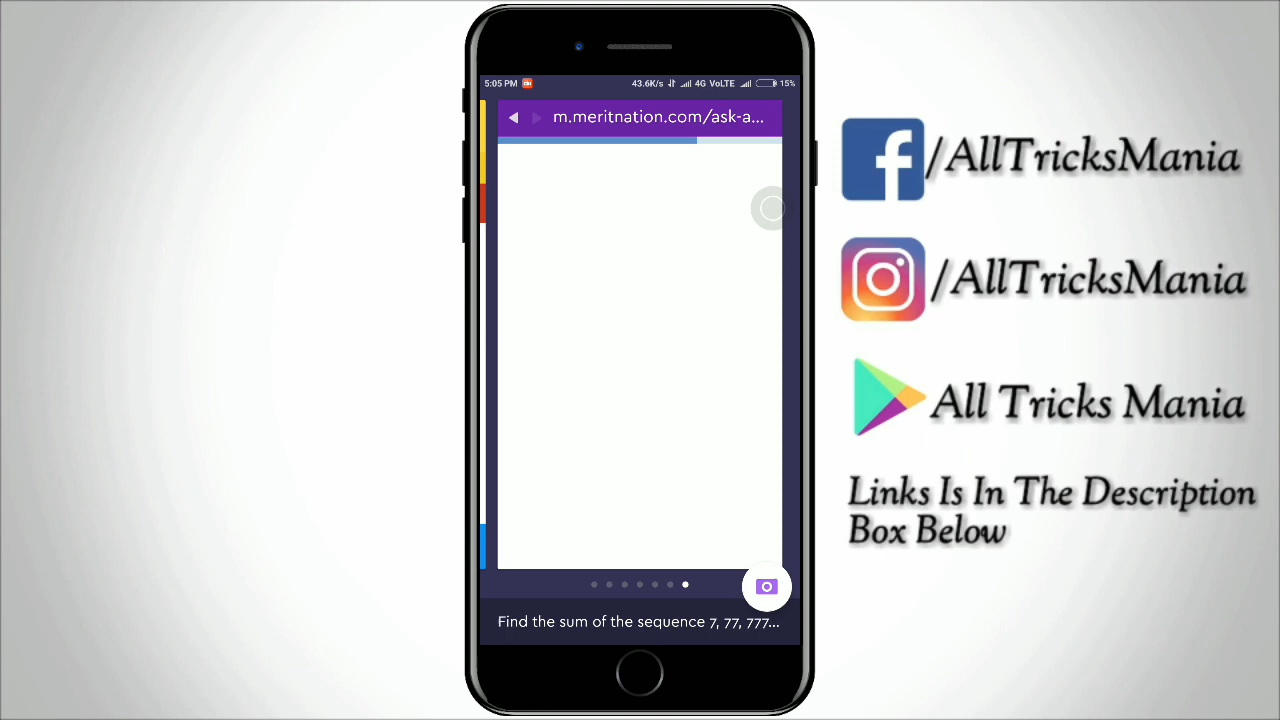 5:05 PM 43.6K/s 4G VoLTE 15%
m.meritnation.com/ask-a...
Find the sum of the sequence 7, 77, 777...
/AllTricksMania
/AllTricksMania
All Tricks Mania
Links Is In The Description
Box Below